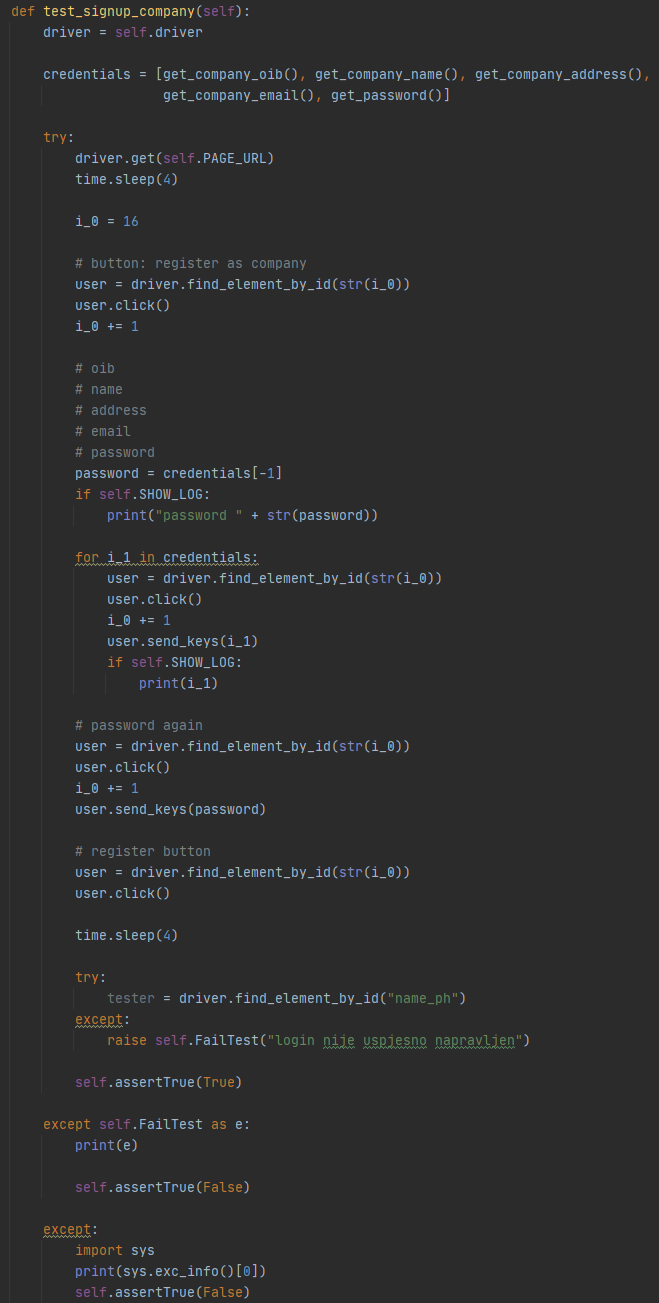 def test_signup_company(self):
    driver = self.driver

    credentials = [get_company_oib(), get_company_name(), get_company_address(),
                   get_company_email(), get_password()]

    try:
        driver.get(self.PAGE_URL)
        time.sleep(4)

        i_0 = 16

        # button: register as company
        user = driver.find_element_by_id(str(i_0))
        user.click()
        i_0 += 1

        # oib
        # name
        # address
        # email
        # password
        password = credentials[-1]
        if self.SHOW_LOG:
            print("password " + str(password))

        for i_1 in credentials:
            user = driver.find_element_by_id(str(i_0))
            user.click()
            i_0 += 1
            user.send_keys(i_1)
            if self.SHOW_LOG:
                print(i_1)

        # password again
        user = driver.find_element_by_id(str(i_0))
        user.click()
        i_0 += 1
        user.send_keys(password)

        # register button
        user = driver.find_element_by_id(str(i_0))
        user.click()

        time.sleep(4)

        try:
            tester = driver.find_element_by_id("name_ph")
        except:
            raise self.FailTest("login nije uspjesno napravljen")

        self.assertTrue(True)

    except self.FailTest as e:
        print(e)

        self.assertTrue(False)

    except:
        import sys
        print(sys.exc_info()[0])
        self.assertTrue(False)